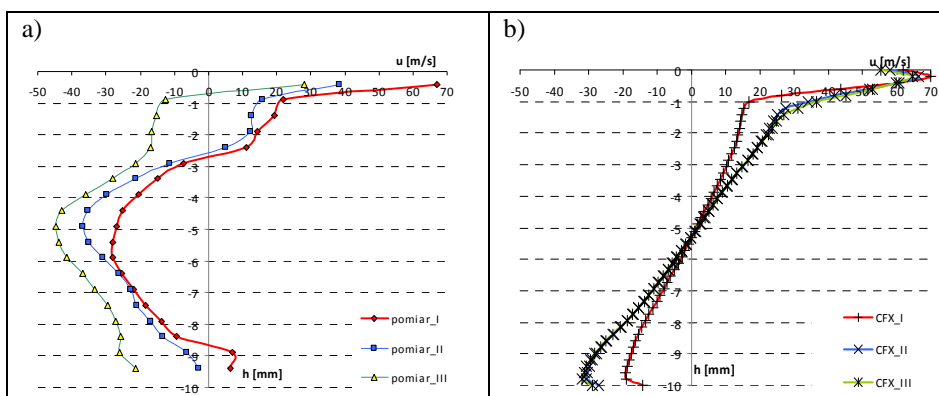 a)
u [m/s]
-50 -40 -30 -20 -10 0 10 20 30 40 50 60 70
0
-1
-2
-3
-4
-5
-6
-7
-8
-9
-10
pomiar_I
pomiar_II
pomiar_III
h [mm]
b)
u [m/s]
-50 -40 -30 -20 -10 0 10 20 30 40 50 60 70
0
-1
-2
-3
-4
-5
-6
-7
-8
-9
-10
CFX_I
CFX_II
CFX_III
h [mm]